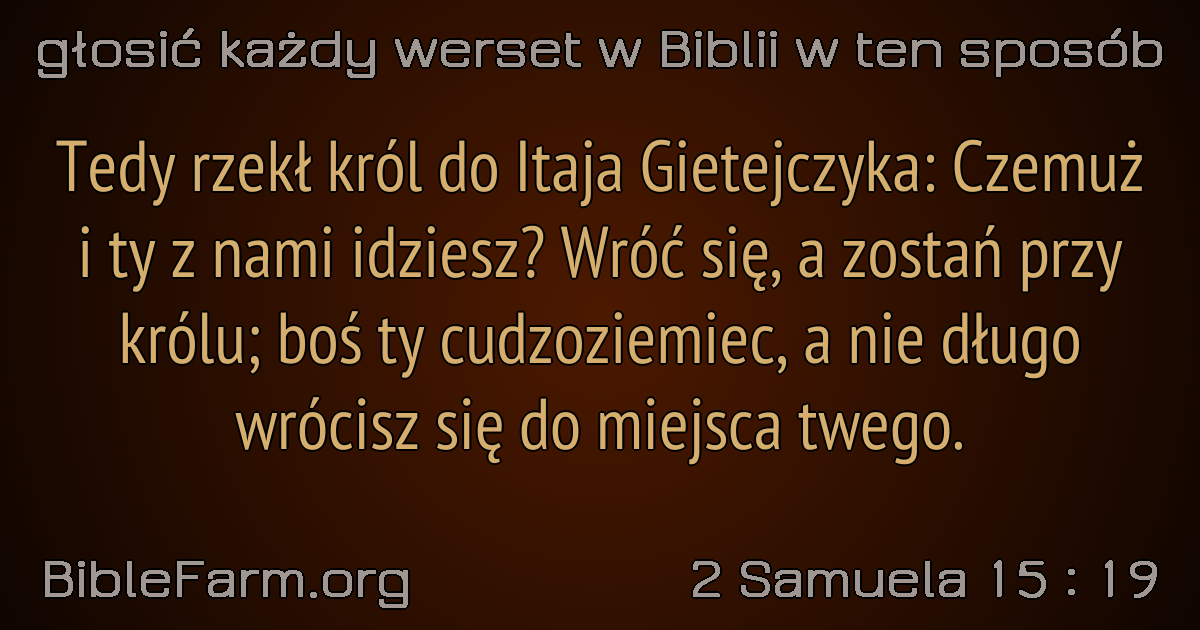 głosić każdy werset w Biblii w ten sposób
Tedy rzekł król do Itaja Gietejczyka: Czemuż
i ty z nami idziesz? Wróć się, a zostań przy
królu; boś ty cudzoziemiec, a nie długo
wrócisz się do miejsca twego.
BibleFarm.org
2 Samuela 15 : 19